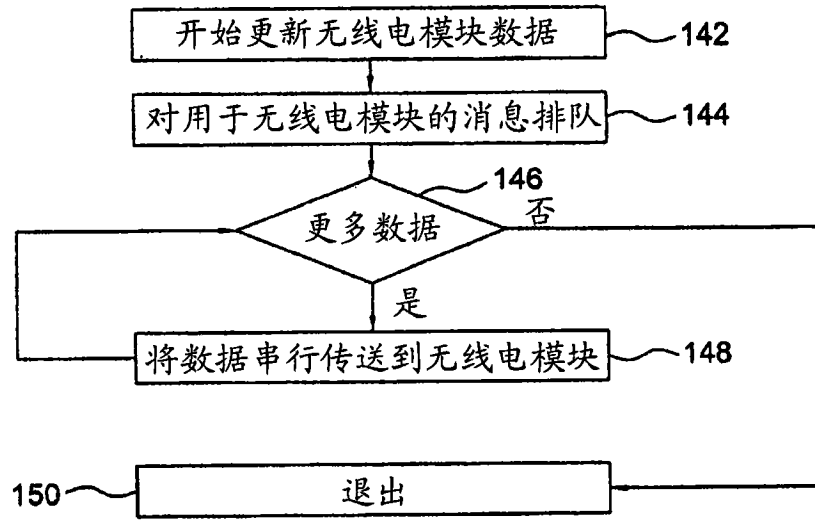 开始更新无线电模块数据
142
对用于无线电模块的消息排队
144
146
更多数据
否
是
将数据串行传送到无线电模块
148
150
退出